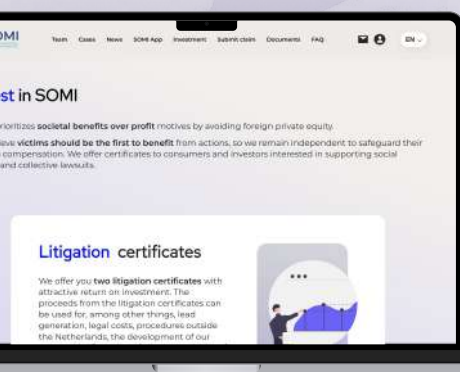 OMI Team Cases News SOMI App Investment Submit claim Documents FAQ EN
st in SOMI
rioritizes societal benefits over profit motives by avoiding foreign private equity.
eve victims should be the first to benefit from actions, so we remain independent to safeguard their
compensation. We offer certificates to consumers and investors interested in supporting social
and collective lawsuits.
Litigation certificates
We offer you two litigation certificates with
attractive return on investment. The
proceeds from the litigation certificates can
be used for, among other things, lead
generation, legal costs, procedures outside
the Netherlands, the development of our